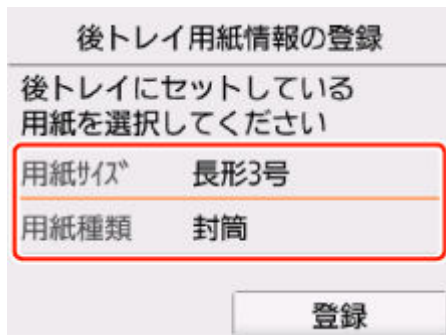 後トレイ用紙情報の登録
後トレイにセットしている
用紙を選択してください
用紙ｻｲｽﾞ 長形3号
用紙種類 封筒
登録